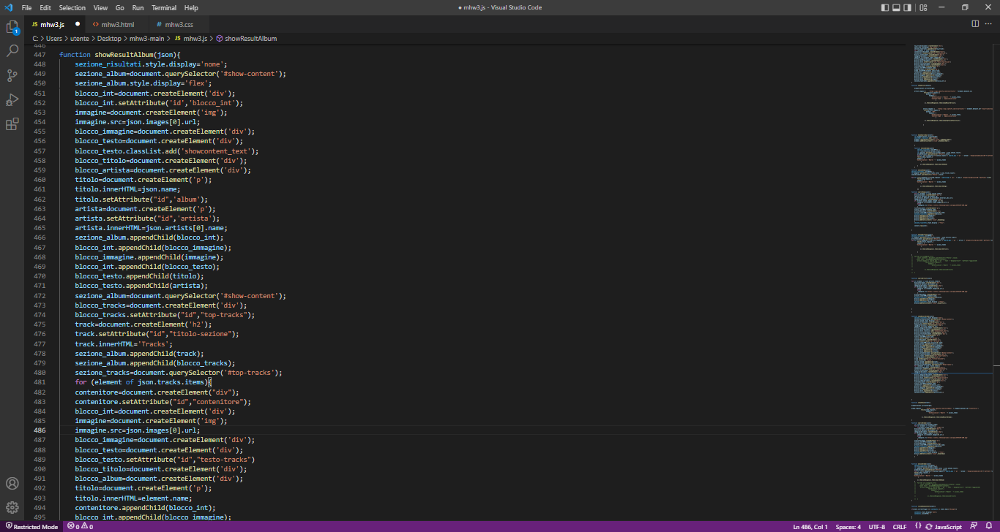 File Edit Selection View Go Run Terminal Help
● mhw3.js - Visual Studio Code
JS mhw3.js ● <> mhw3.html # mhw3.css
C: > Users > utente > Desktop > mhw3-main > JS mhw3.js > showResultAlbum
446
447 function showResultAlbum(json){
448 sezione_risultati.style.display='none';
449 sezione_album=document.querySelector('#show-content');
450 sezione_album.style.display='flex';
451 blocco_int=document.createElement('div');
452 blocco_int.setAttribute('id','blocco_int');
453 immagine=document.createElement('img');
454 immagine.src=json.images[0].url;
455 blocco_immagine=document.createElement('div');
456 blocco_testo=document.createElement('div');
457 blocco_testo.classList.add('showcontent_text');
458 blocco_titolo=document.createElement('div');
459 blocco_artista=document.createElement('div');
460 titolo=document.createElement('p');
461 titolo.innerHTML=json.name;
462 titolo.setAttribute("id",'album');
463 artista=document.createElement('p');
464 artista.setAttribute("id",'artista');
465 artista.innerHTML=json.artists[0].name;
466 sezione_album.appendChild(blocco_int);
467 blocco_int.appendChild(blocco_immagine);
468 blocco_immagine.appendChild(immagine);
469 blocco_int.appendChild(blocco_testo);
470 blocco_testo.appendChild(titolo);
471 blocco_testo.appendChild(artista);
472 sezione_album=document.querySelector('#show-content');
473 blocco_tracks=document.createElement('div');
474 blocco_tracks.setAttribute("id","top-tracks");
475 track=document.createElement('h2');
476 track.setAttribute("id","titolo-sezione");
477 track.innerHTML='Tracks';
478 sezione_album.appendChild(track);
479 sezione_album.appendChild(blocco_tracks);
480 sezione_tracks=document.querySelector('#top-tracks');
481 for (element of json.tracks.items){
482 contenitore=document.createElement("div");
483 contenitore.setAttribute("id","contenitore");
484 blocco_int=document.createElement('div');
485 immagine=document.createElement('img');
486 immagine.src=json.images[0].url;
487 blocco_immagine=document.createElement('div');
488 blocco_testo=document.createElement('div');
489 blocco_testo.setAttribute("id","testo-tracks")
490 blocco_titolo=document.createElement('div');
491 blocco_album=document.createElement('div');
492 titolo=document.createElement('p');
493 titolo.innerHTML=element.name;
494 contenitore.appendChild(blocco_int);
495 blocco_int.appendChild(blocco_immagine);
1
Restricted Mode 0 0 Ln 486, Col 1 Spaces: 4 UTF-8 CRLF {} JavaScript